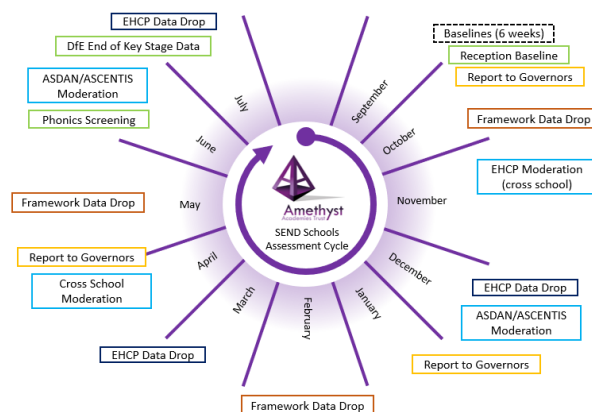 EHCP Data Drop
DfE End of Key Stage Data
ASDAN/ASCENTIS
Moderation
Phonics Screening
Framework Data Drop
Report to Governors
Cross School
Moderation
EHCP Data Drop
Framework Data Drop
Baselines (6 weeks)
Reception Baseline
Report to Governors
Framework Data Drop
EHCP Moderation
(cross school)
EHCP Data Drop
ASDAN/ASCENTIS
Moderation
Report to Governors
September
October
November
December
January
February
March
April
May
June
July
Amethyst
Academies Trust
SEND Schools
Assessment Cycle